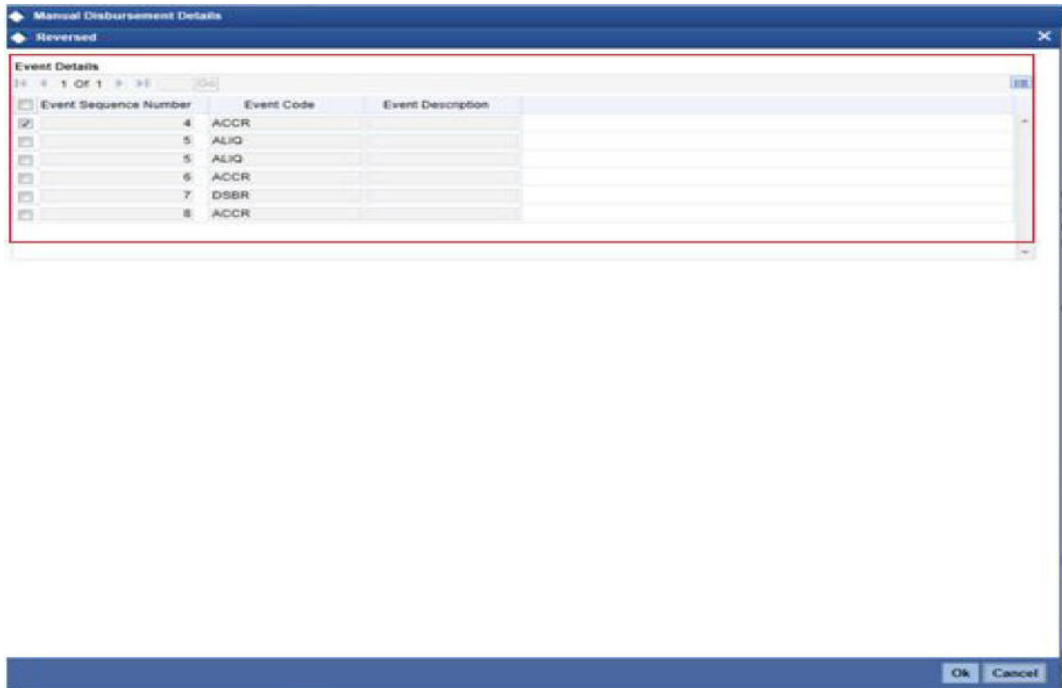 Manual Disbursement Details
Reversed
Event Details
1 Of 1 Go
Event Sequence Number Event Code Event Description
4 ACCR
5 ALIQ
5 ALIQ
6 ACCR
7 DSBR
8 ACCR
Ok Cancel